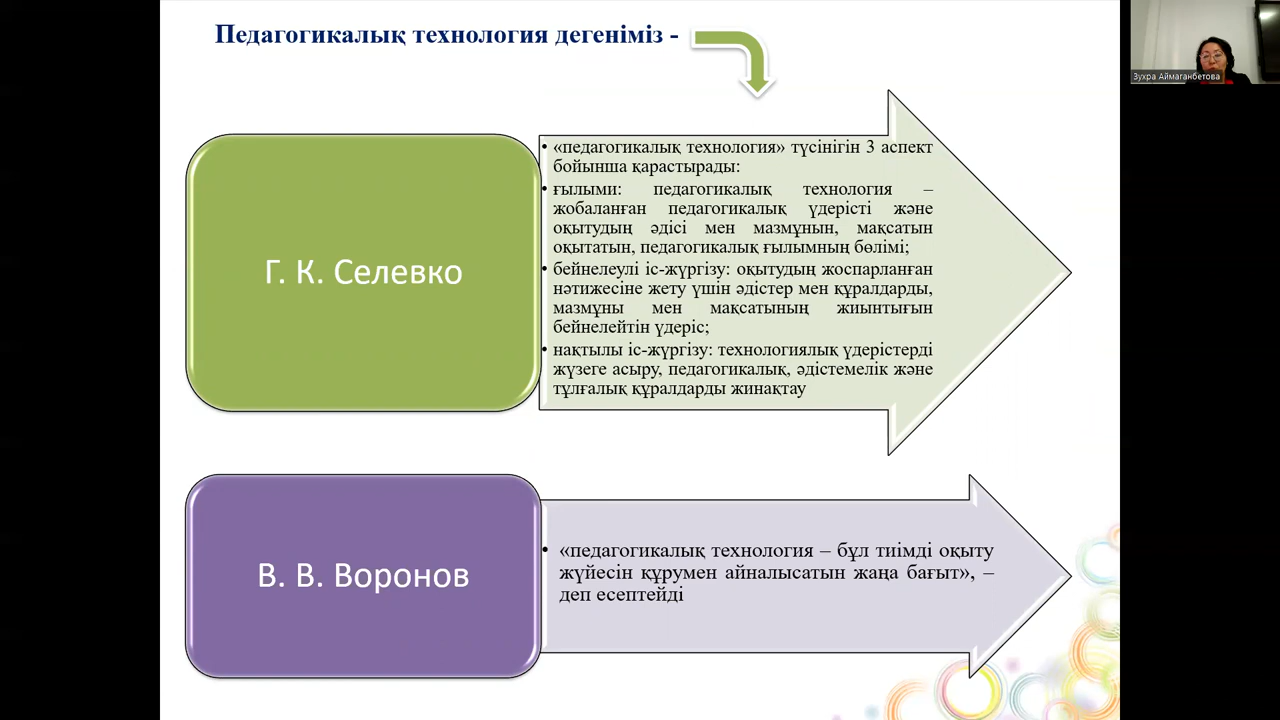 Педагогикалық технология дегеніміз -
Зухра Аймаганбетова
Г. К. Селевко
• «педагогикалық технология» түсінігін 3 аспект
бойынша қарастырады:
• ғылыми: педагогикалық технология –
жобаланған педагогикалық үдерісті және
оқытудың әдісі мен мазмұнын, мақсатын
оқытатын, педагогикалық ғылымның бөлімі;
• бейнелеулі іс-жүргізу: оқытудың жоспарланған
нәтижесіне жету үшін әдістер мен құралдарды,
мазмұны мен мақсатының жиынтығын
бейнелейтін үдеріс;
• нақтылы іс-жүргізу: технологиялық үдерістерді
жүзеге асыру, педагогикалық, әдістемелік және
тұлғалық құралдарды жинақтау
В. В. Воронов
• «педагогикалық технология – бұл тиімді оқыту
жүйесін құрумен айналысатын жаңа бағыт», –
деп есептейді